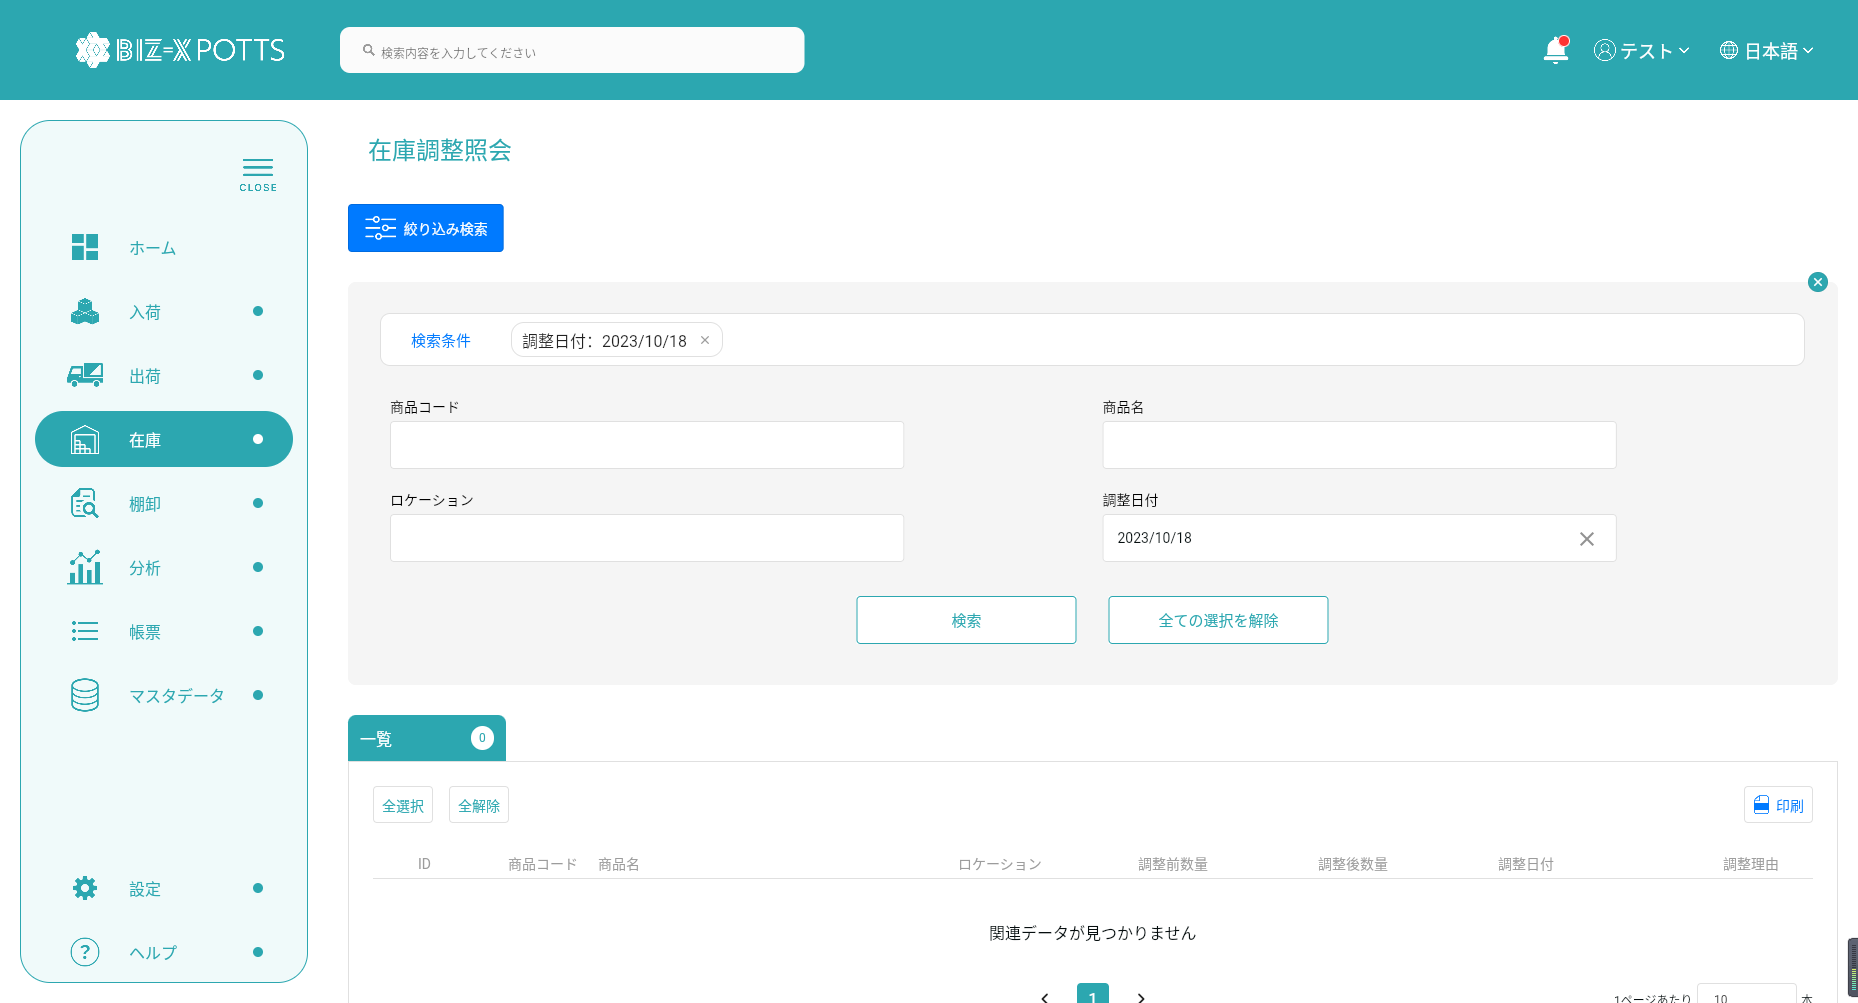 BIZ=X POTTS
検索内容を入力してください
テスト
日本語
CLOSE
ホーム
入荷
出荷
在庫
棚卸
分析
帳票
マスタデータ
設定
ヘルプ
在庫調整照会
絞り込み検索
検索条件
調整日付：2023/10/18
商品コード
商品名
ロケーション
調整日付
2023/10/18
検索
全ての選択を解除
一覧
0
全選択
全解除
印刷
ID 商品コード 商品名 ロケーション 調整前数量 調整後数量 調整日付 調整理由
関連データが見つかりません
1
1ページあたり 10 本